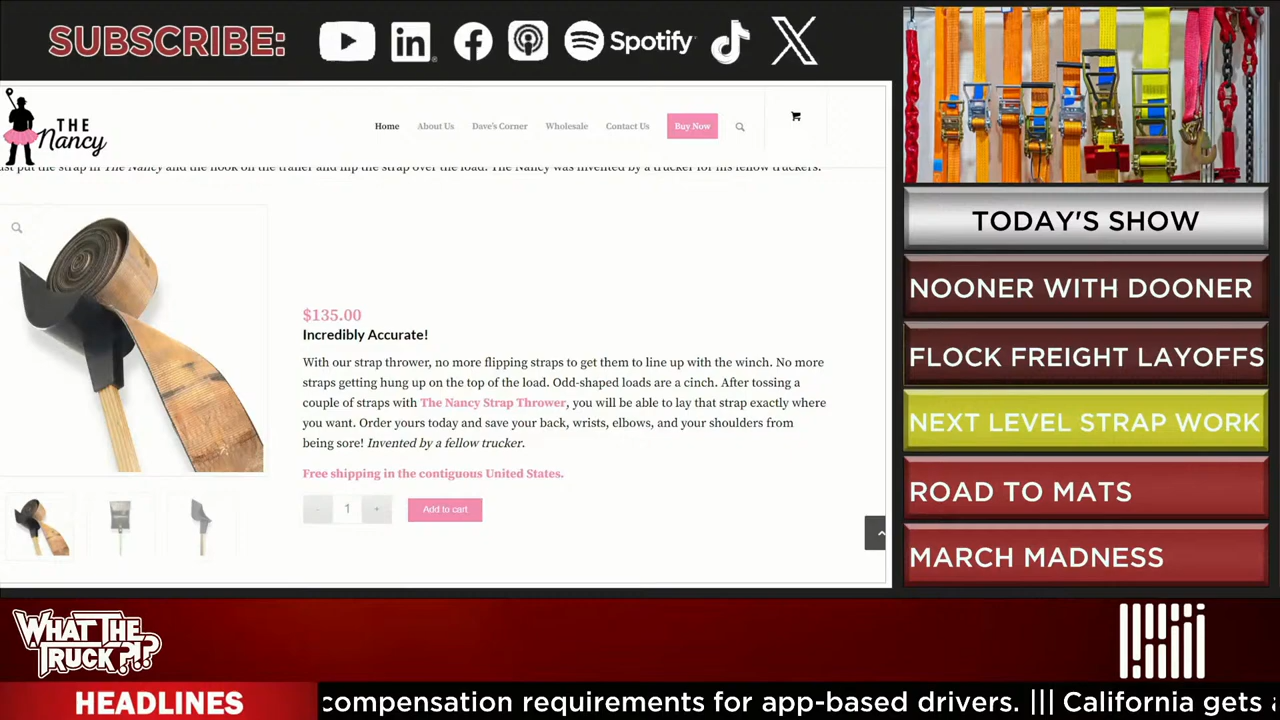 SUBSCRIBE:
Spotify
THE
Nancy
Home
About Us
Dave's Corner
Wholesale
Contact Us
Buy Now
just put the strap in The Nancy and the hook on the trailer and flip the strap over the load. The Nancy was invented by a trucker for his fellow truckers.
$135.00
Incredibly Accurate!
With our strap thrower, no more flipping straps to get them to line up with the winch. No more
straps getting hung up on the top of the load. Odd-shaped loads are a cinch. After tossing a
couple of straps with The Nancy Strap Thrower, you will be able to lay that strap exactly where
you want. Order yours today and save your back, wrists, elbows, and your shoulders from
being sore! Invented by a fellow trucker.
Free shipping in the contiguous United States.
- 1 +
Add to cart
TODAY'S SHOW
NOONER WITH DOONER
FLOCK FREIGHT LAYOFFS
NEXT LEVEL STRAP WORK
ROAD TO MATS
MARCH MADNESS
WHAT THE
TRUCK?!?
HEADLINES
compensation requirements for app-based drivers. ||| California gets a